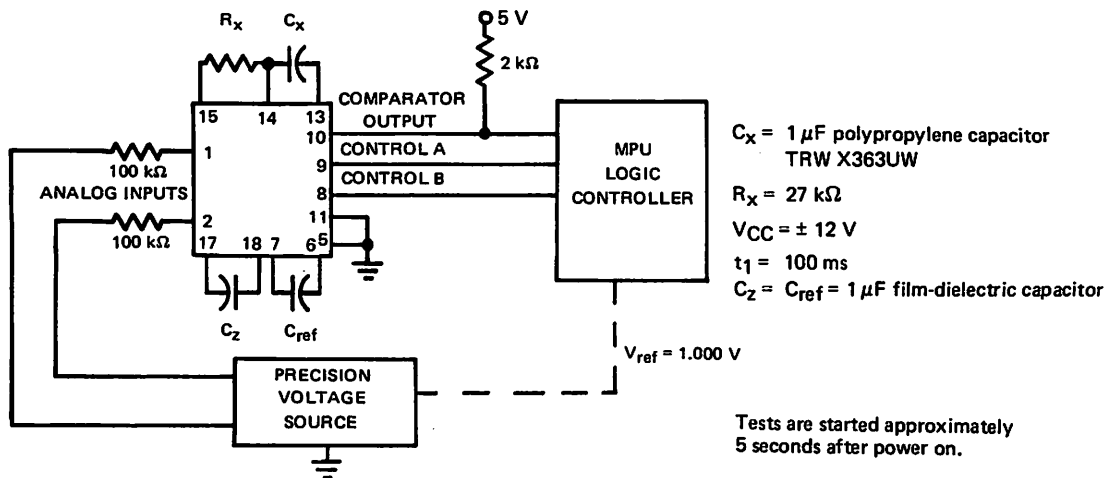 Rx Cx
5 V
2 kΩ
15 14 13
COMPARATOR
OUTPUT
10
1
100 kΩ
CONTROL A
9
ANALOG INPUTS
CONTROL B
8
2
100 kΩ
11
5
17 18 7 6
Cz Cref
MPU
LOGIC
CONTROLLER
Vref = 1.000 V
PRECISION
VOLTAGE
SOURCE
Cx = 1 μF polypropylene capacitor
TRW X363UW
Rx = 27 kΩ
VCC = ± 12 V
t1 = 100 ms
Cz = Cref = 1 μF film-dielectric capacitor
Tests are started approximately
5 seconds after power on.